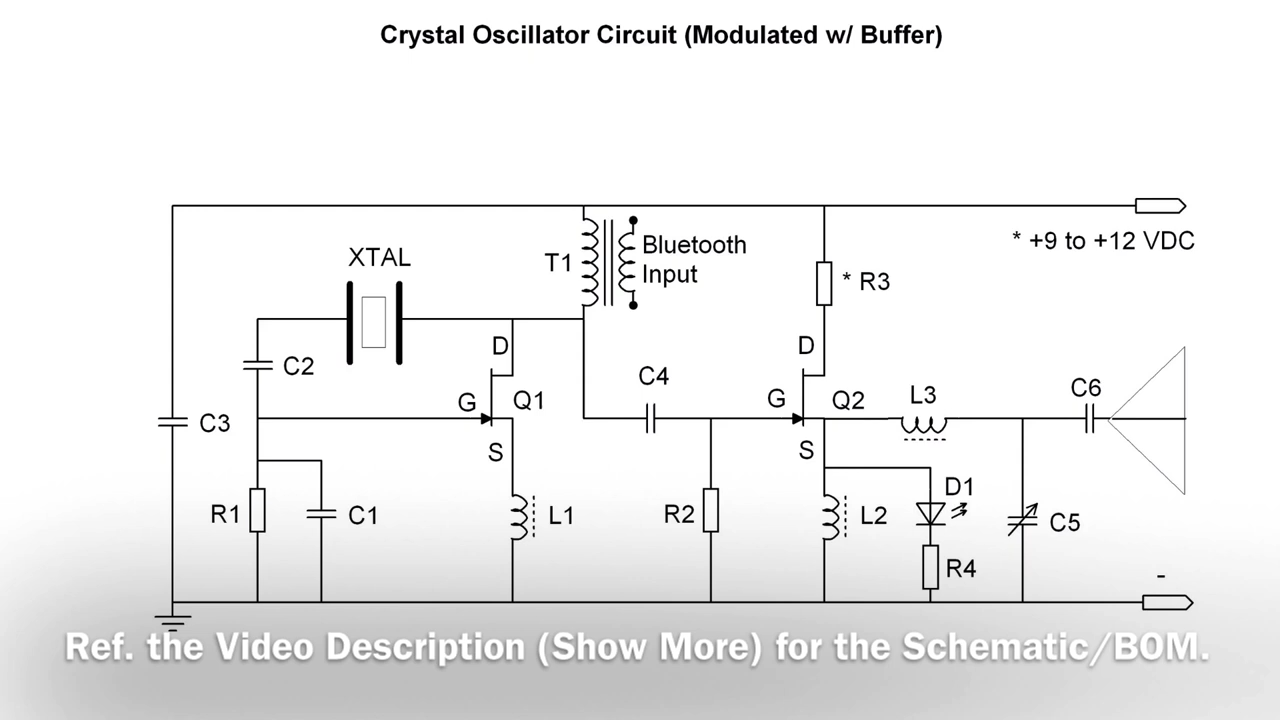 Crystal Oscillator Circuit (Modulated w/ Buffer)
XTAL
T1
Bluetooth
Input
* +9 to +12 VDC
* R3
D
D
C2
C4
C6
G
Q1
G
Q2
L3
C3
S
S
D1
R1
C1
L1
R2
L2
C5
R4
-
Ref. the Video Description (Show More) for the Schematic/BOM.